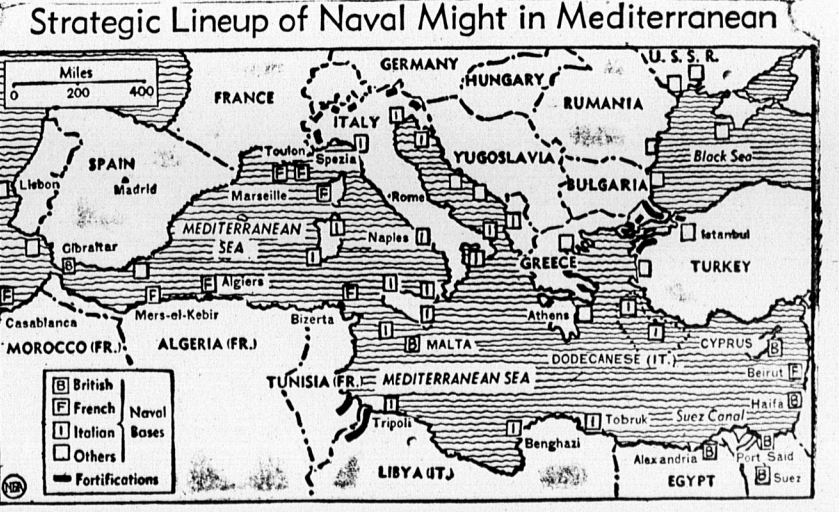 Strategic Lineup of Naval Might in Mediterranean
Miles
0 200 400
U. S. S. R.
GERMANY
HUNGARY
FRANCE
RUMANIA
ITALY
Toulon
Spezia
YUGOSLAVIA
Black Sea
SPAIN
Lisbon
Madrid
Marseille
Rome
BULGARIA
MEDITERRANEAN
SEA
Naples
Istanbul
Gibraltar
GREECE
TURKEY
Algiers
Casablanca
Mers-el-Kebir
Bizerta
Athens
MOROCCO (FR.)
ALGERIA (FR.)
MALTA
CYPRUS
DODECANESE (IT.)
TUNISIA (FR.)
MEDITERRANEAN SEA
Beirut
Haifa
Tripoli
Tobruk
Suez Canal
Benghazi
Alexandria
Port Said
LIBYA (IT.)
EGYPT
Suez
B British
F French
I Italian
Others
Naval
Bases
Fortifications
NEA
F
F
F
I
I
I
I
I
I
I
I
B
F
F
F
F
I
I
I
I
I
I
B
I
I
I
I
B
F
B
B
B
B